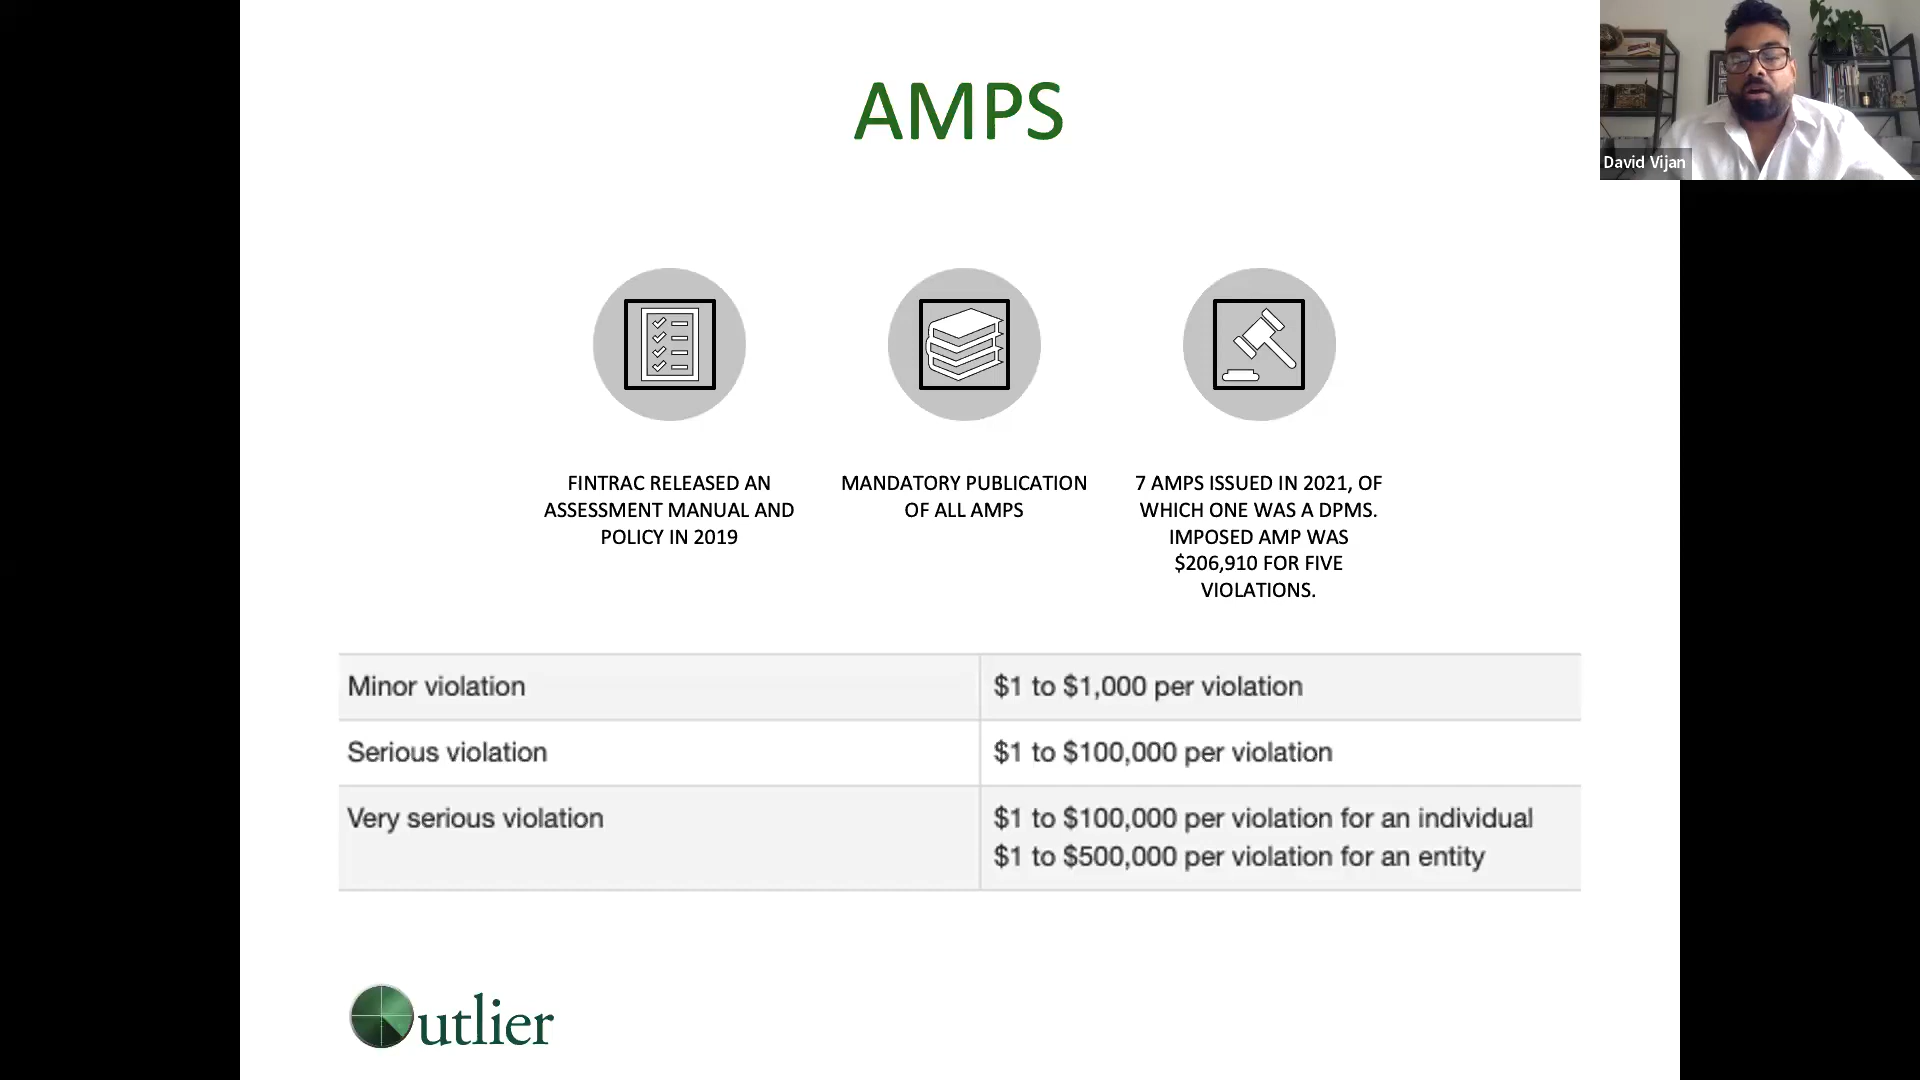 AMPS
David Vijan
FINTRAC RELEASED AN
ASSESSMENT MANUAL AND
POLICY IN 2019
MANDATORY PUBLICATION
OF ALL AMPS
7 AMPS ISSUED IN 2021, OF
WHICH ONE WAS A DPMS.
IMPOSED AMP WAS
$206,910 FOR FIVE
VIOLATIONS.
Minor violation
$1 to $1,000 per violation
Serious violation
$1 to $100,000 per violation
Very serious violation
$1 to $100,000 per violation for an individual
$1 to $500,000 per violation for an entity
Outlier